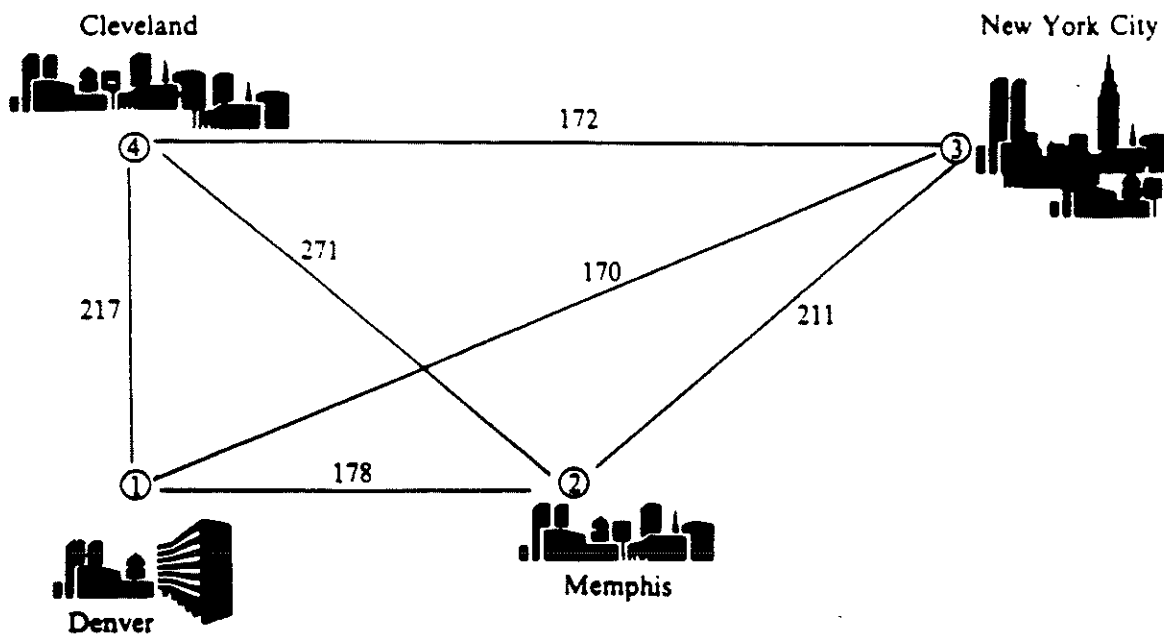 Cleveland
New York City
4
172
3
271
170
217
211
1
178
2
Memphis
Denver